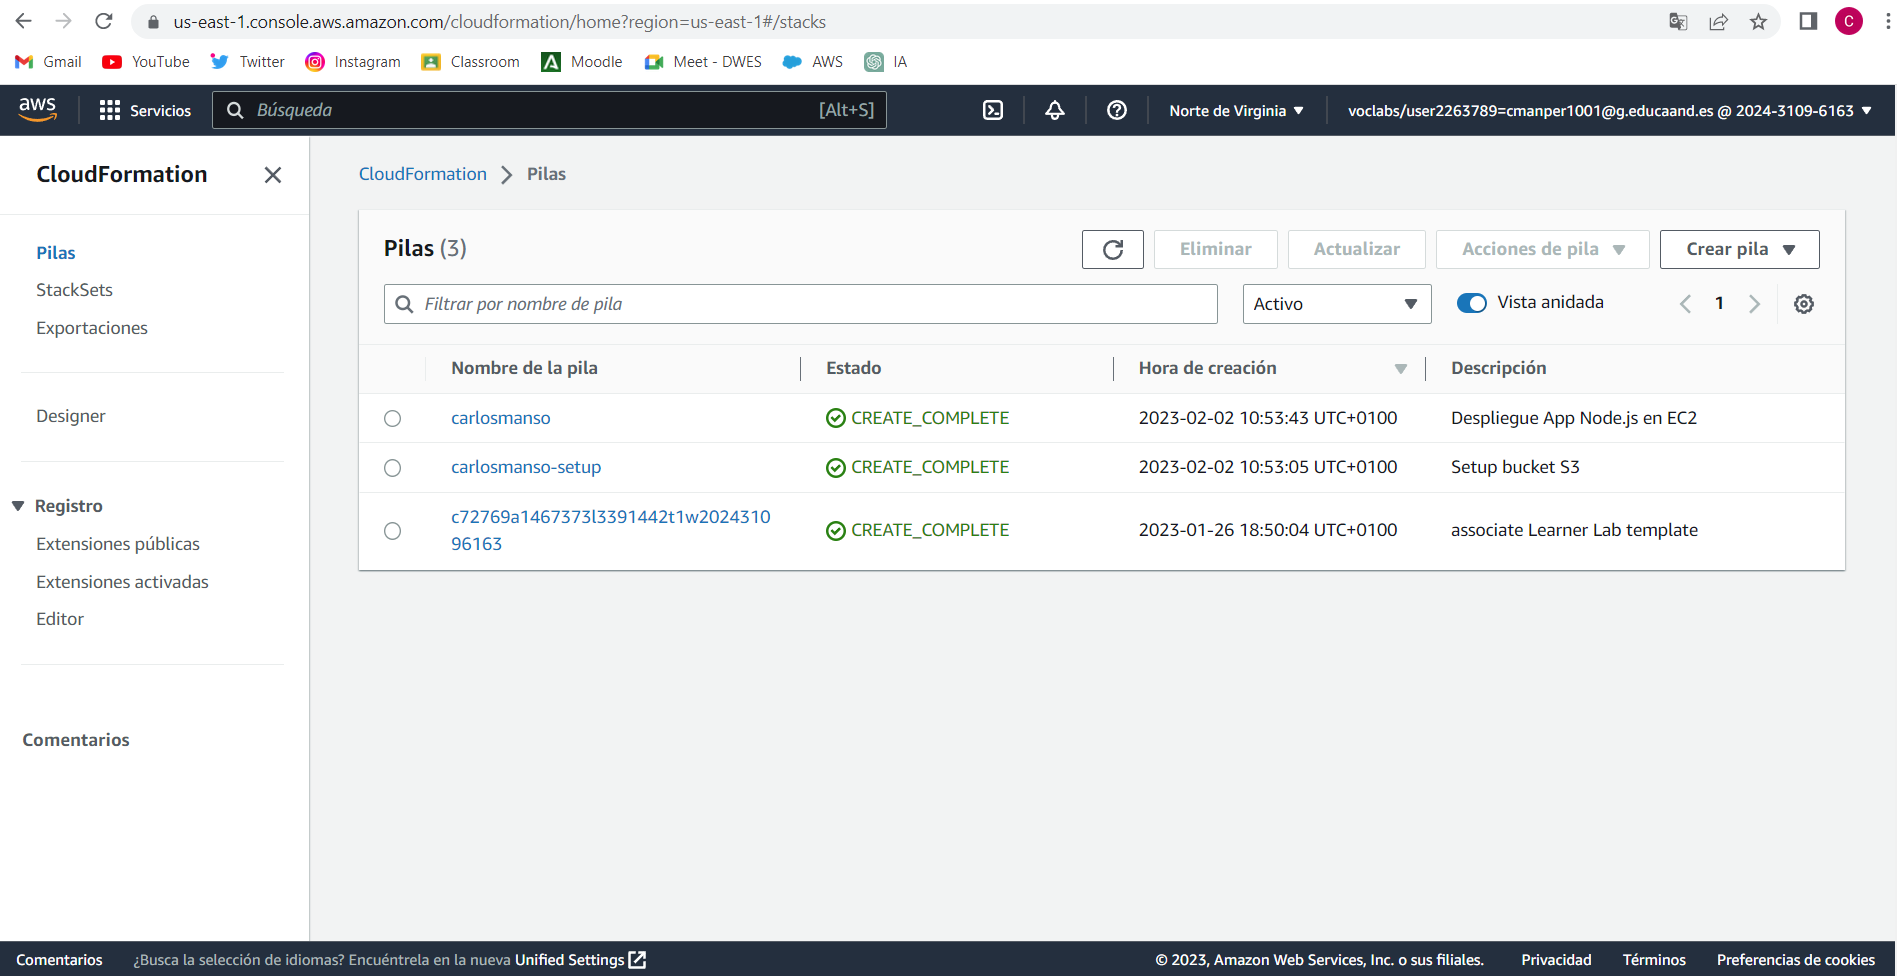 us-east-1.console.aws.amazon.com/cloudformation/home?region=us-east-1#/stacks
C
Gmail YouTube Twitter Instagram Classroom Moodle Meet - DWES AWS IA
aws Servicios Búsqueda [Alt+S] Norte de Virginia voclabs/user2263789=cmanper1001@g.educaand.es @ 2024-3109-6163
CloudFormation
Pilas
StackSets
Exportaciones
Designer
Registro
Extensiones públicas
Extensiones activadas
Editor
Comentarios
CloudFormation Pilas
Pilas (3) Eliminar Actualizar Acciones de pila Crear pila
Filtrar por nombre de pila Activo Vista anidada 1
Nombre de la pila Estado Hora de creación Descripción
carlosmanso CREATE_COMPLETE 2023-02-02 10:53:43 UTC+0100 Despliegue App Node.js en EC2
carlosmanso-setup CREATE_COMPLETE 2023-02-02 10:53:05 UTC+0100 Setup bucket S3
c72769a1467373l3391442t1w2024310
96163 CREATE_COMPLETE 2023-01-26 18:50:04 UTC+0100 associate Learner Lab template
Comentarios ¿Busca la selección de idiomas? Encuéntrela en la nueva Unified Settings © 2023, Amazon Web Services, Inc. o sus filiales. Privacidad Términos Preferencias de cookies